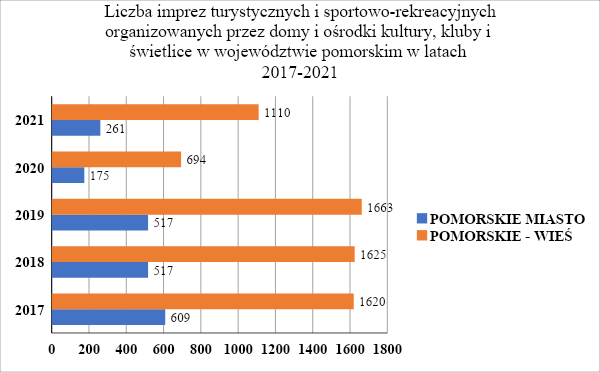 Liczba imprez turystycznych i sportowo-rekreacyjnych
organizowanych przez domy i ośrodki kultury, kluby i
świetlice w województwie pomorskim w latach
2017-2021
2021
1110
261
2020
694
175
2019
1663
517
2018
1625
517
2017
1620
609
POMORSKIE MIASTO
POMORSKIE - WIEŚ
0 200 400 600 800 1000 1200 1400 1600 1800